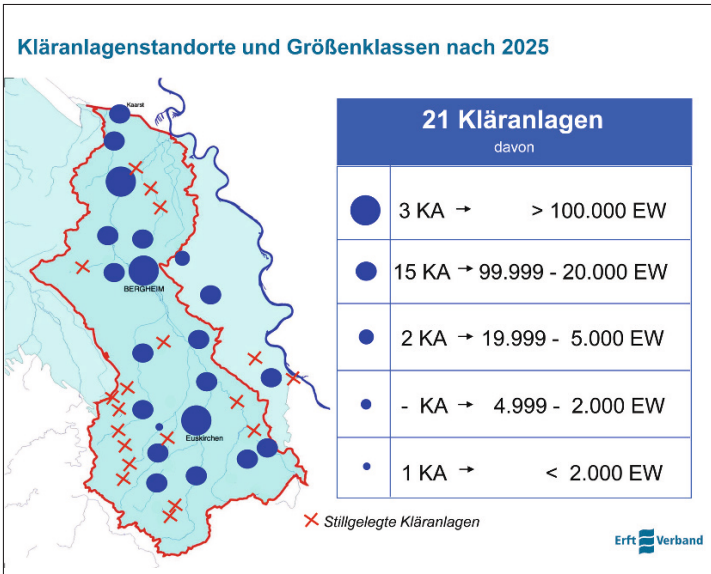 Kläranlagenstandorte und Größenklassen nach 2025
Kaarst
BERGHEIM
Euskirchen
21 Kläranlagen
davon
3 KA → > 100.000 EW
15 KA → 99.999 - 20.000 EW
2 KA → 19.999 - 5.000 EW
- KA → 4.999 - 2.000 EW
1 KA → < 2.000 EW
Stillgelegte Kläranlagen
Erft Verband